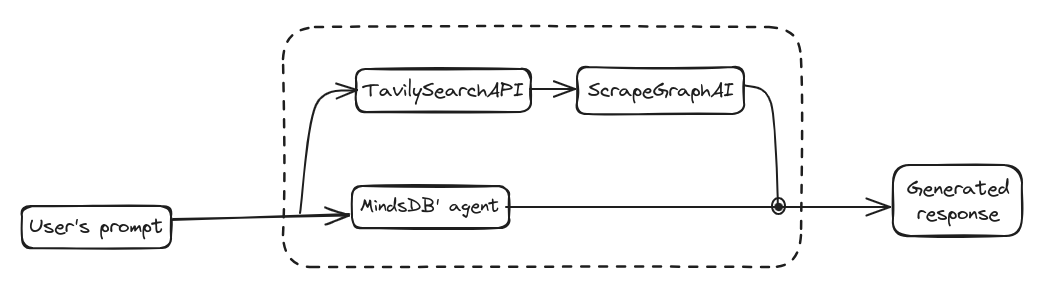 TavilySearchAPI
ScrapeGraphAI
User's prompt
MindsDB' agent
Generated
response